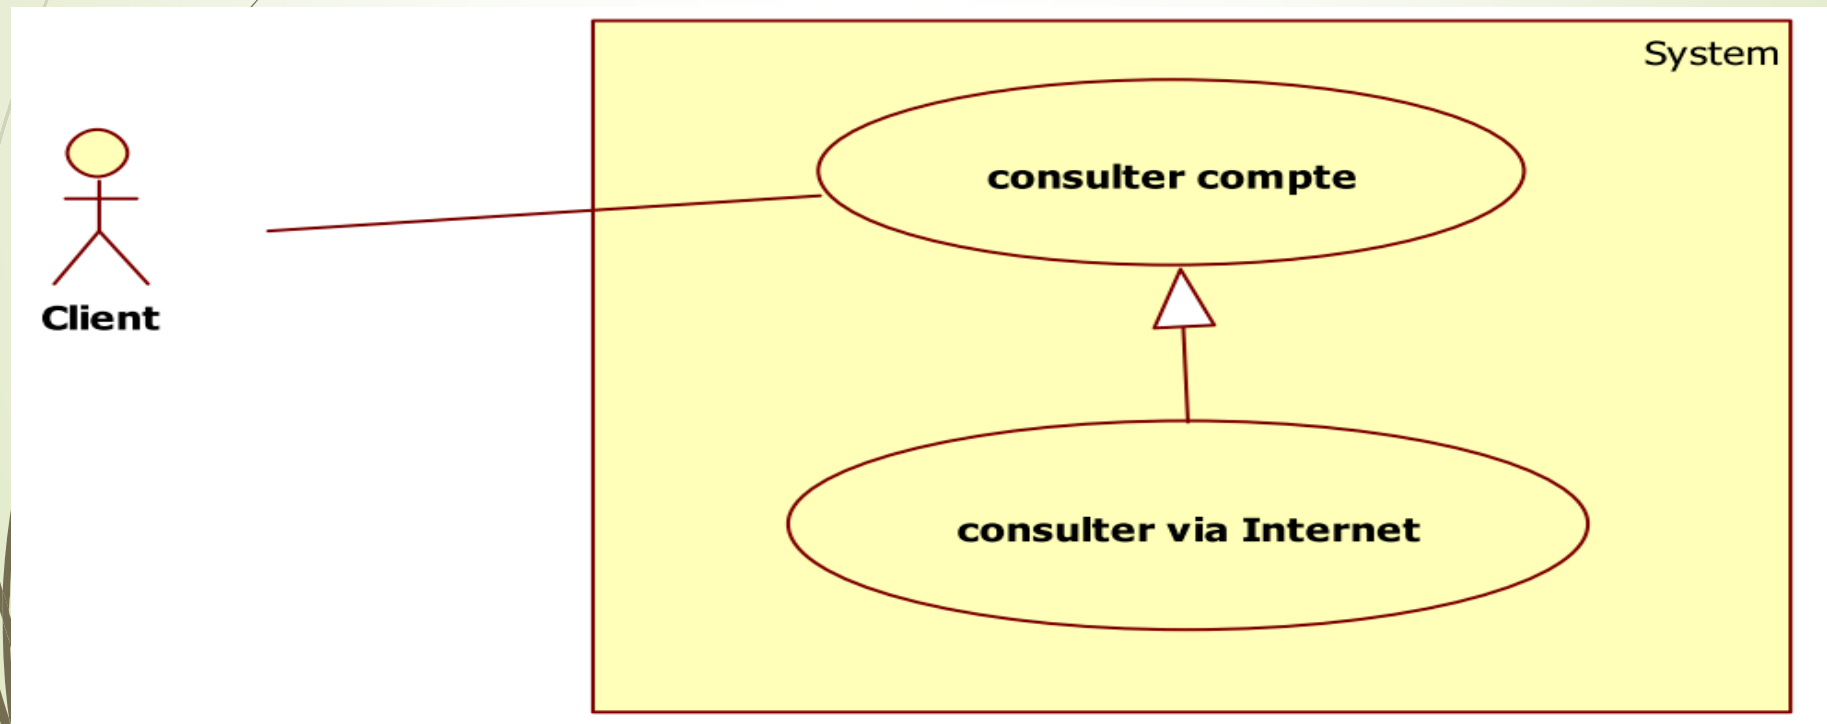 System
consulter compte
Client
consulter via Internet